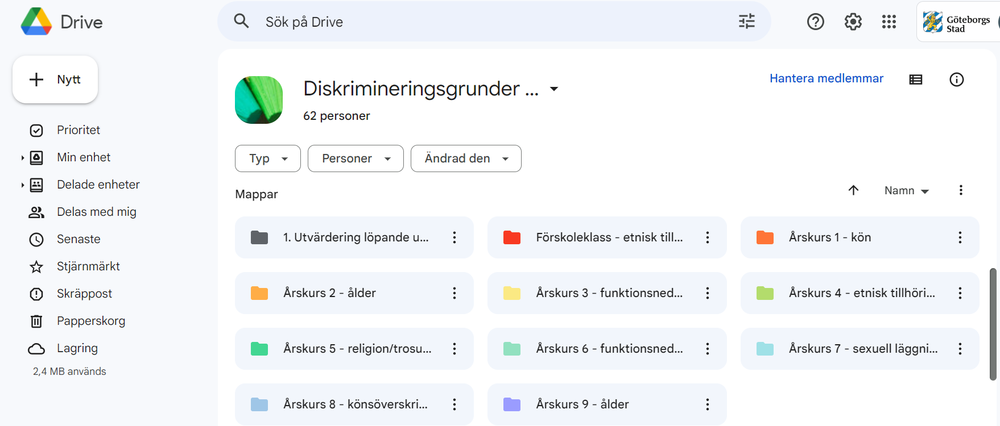 Drive
Sök på Drive
Göteborgs
Stad
Nytt
Diskrimineringsgrunder ...
62 personer
Hantera medlemmar
Prioritet
Min enhet
Delade enheter
Delas med mig
Senaste
Stjärnmärkt
Skräppost
Papperskorg
Lagring
2,4 MB används
Typ
Personer
Ändrad den
Mappar
Namn
1. Utvärdering löpande u...
Förskoleklass - etnisk till...
Årskurs 1 - kön
Årskurs 2 - ålder
Årskurs 3 - funktionsned...
Årskurs 4 - etnisk tillhöri...
Årskurs 5 - religion/trosu...
Årskurs 6 - funktionsned...
Årskurs 7 - sexuell läggni...
Årskurs 8 - könsöverskri...
Årskurs 9 - ålder